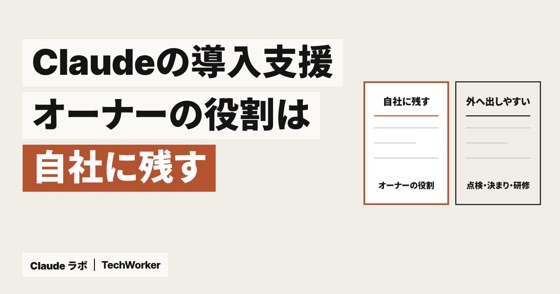 Claudeの導入支援
オーナーの役割は
自社に残す
自社に残す
オーナーの役割
外へ出しやすい
点検・決まり・研修
Claude ラボ | TechWorker